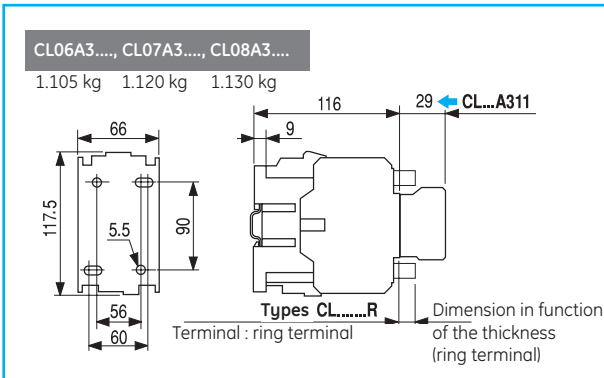 CL06A3...., CL07A3...., CL08A3....
1.105 kg 1.120 kg 1.130 kg
116
29
CL...A311
66
9
117.5
5.5
90
56
60
Types CL.......R
Terminal : ring terminal
Dimension in function
of the thickness
(ring terminal)